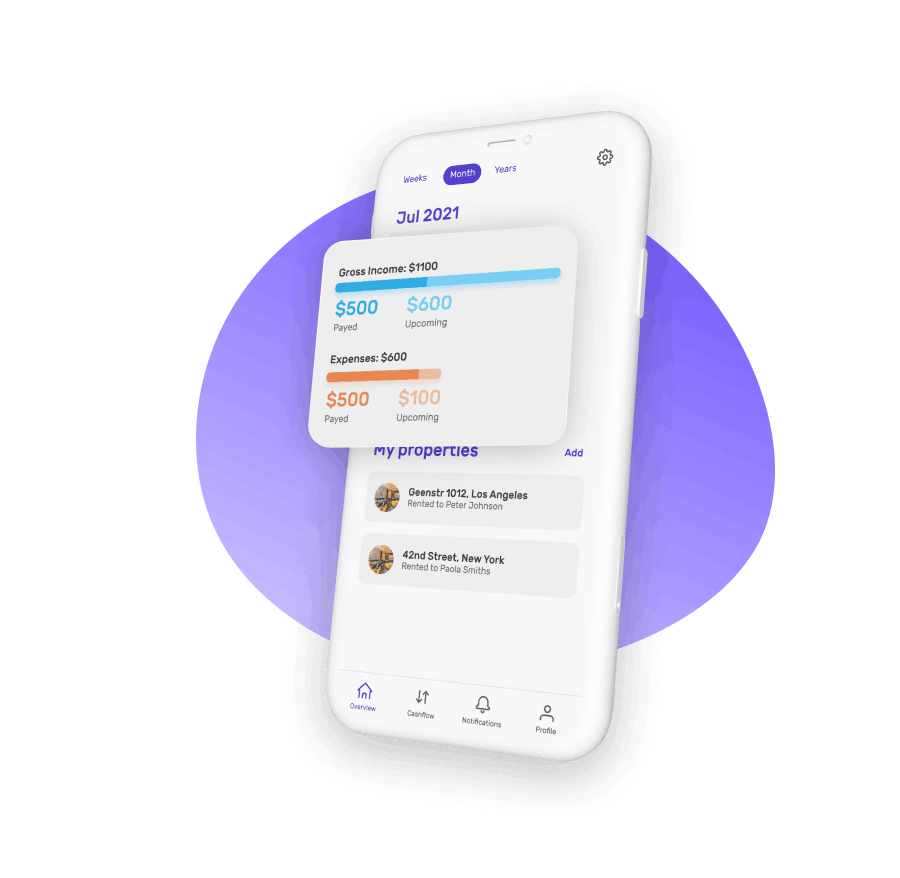 Weeks Month Years
Jul 2021
Gross Income: $1100
$500 $600
Payed Upcoming
Expenses: $600
$500 $100
Payed Upcoming
My properties Add
Geenstr 1012, Los Angeles
Rented to Peter Johnson
42nd Street, New York
Rented to Paola Smiths
Overview Cashflow Notifications Profile